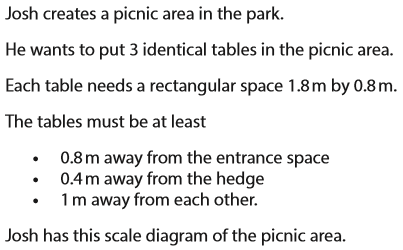 Josh creates a picnic area in the park.
He wants to put 3 identical tables in the picnic area.
Each table needs a rectangular space 1.8 m by 0.8 m.
The tables must be at least
• 0.8 m away from the entrance space
• 0.4 m away from the hedge
• 1 m away from each other.
Josh has this scale diagram of the picnic area.